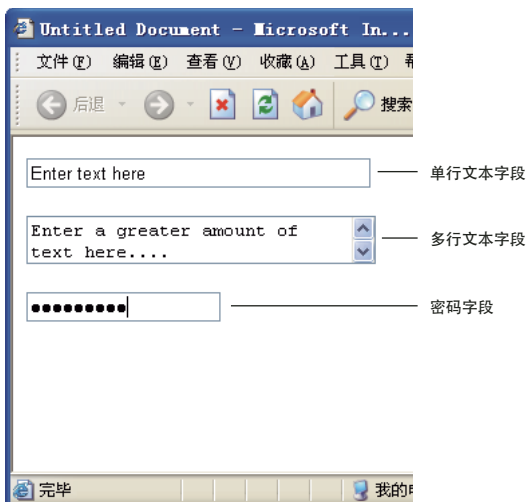 Untitled Document - Microsoft In...
文件(F) 编辑(E) 查看(V) 收藏(A) 工具(T)
后退 搜索
Enter text here
单行文本字段
Enter a greater amount of
text here....
多行文本字段
•••••••••
密码字段
完毕 我的